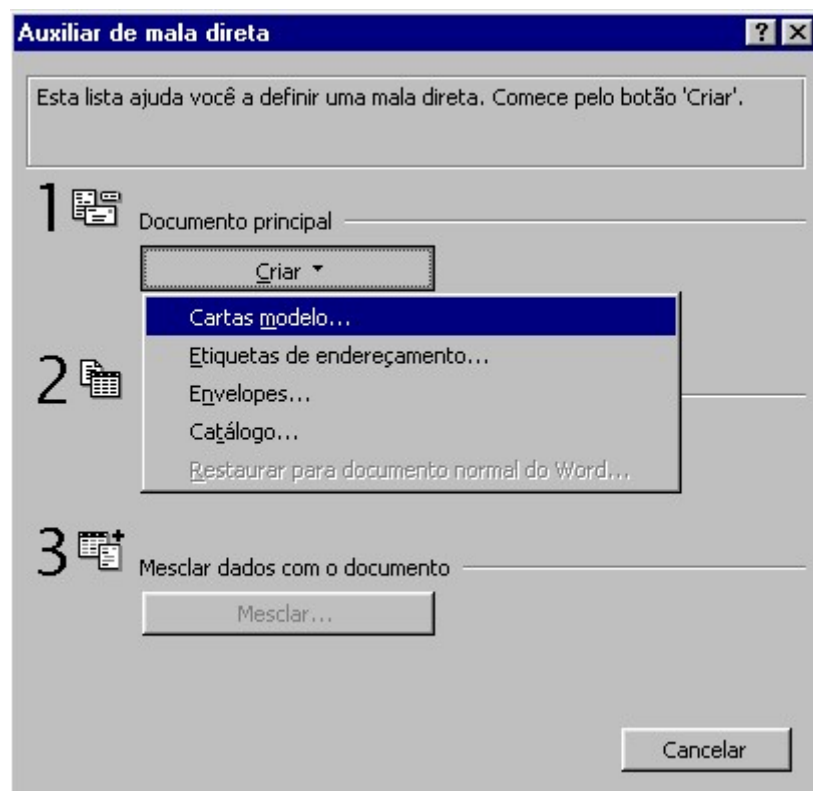 Auxiliar de mala direta
Esta lista ajuda você a definir uma mala direta. Comece pelo botão 'Criar'.
1
Documento principal
Criar
Cartas modelo...
Etiquetas de endereçamento...
2
Envelopes...
Catálogo...
Restaurar para documento normal do Word...
3
Mesclar dados com o documento
Mesclar...
Cancelar